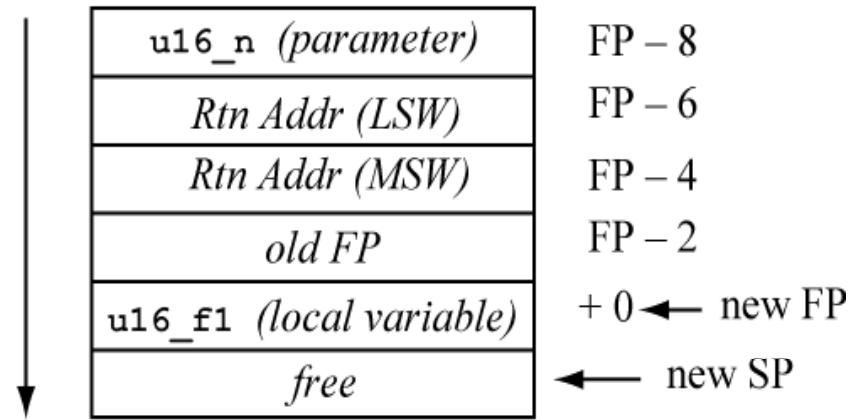 u16_n (parameter) FP – 8
Rtn Addr (LSW) FP – 6
Rtn Addr (MSW) FP – 4
old FP FP – 2
u16_f1 (local variable) + 0 new FP
free new SP